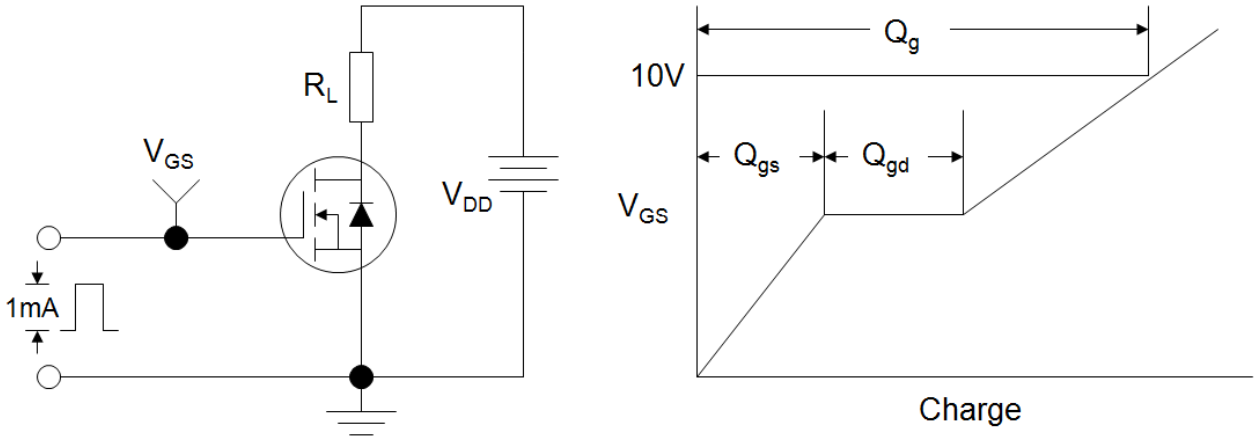 R_L
V_GS
V_DD
1mA
Q_g
10V
Q_gs Q_gd
V_GS
Charge